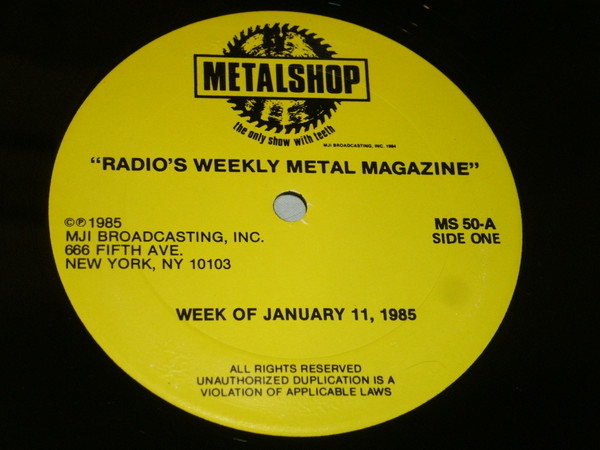 METALSHOP
the only show with teeth
MJI BROADCASTING, INC. 1984
"RADIO'S WEEKLY METAL MAGAZINE"
©℗1985
MJI BROADCASTING, INC.
666 FIFTH AVE.
NEW YORK, NY 10103
MS 50-A
SIDE ONE
WEEK OF JANUARY 11, 1985
ALL RIGHTS RESERVED
UNAUTHORIZED DUPLICATION IS A
VIOLATION OF APPLICABLE LAWS